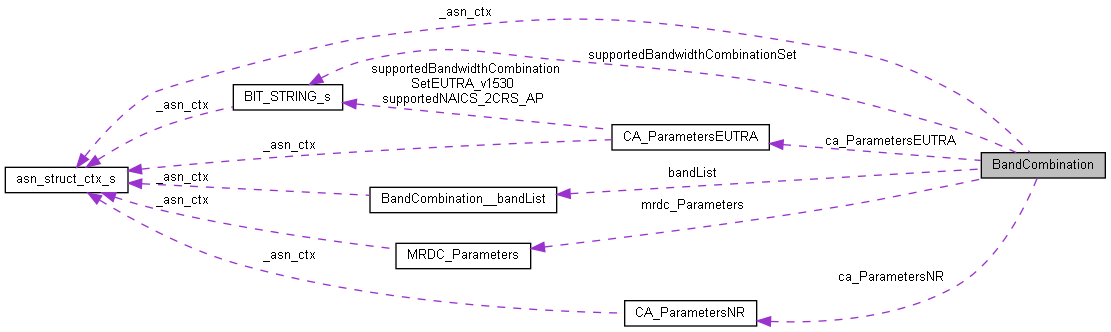 _asn_ctx
supportedBandwidthCombinationSet
supportedBandwidthCombination
SetEUTRA_v1530
supportedNAICS_2CRS_AP
BIT_STRING_s
_asn_ctx
CA_ParametersEUTRA
ca_ParametersEUTRA
_asn_ctx
BandCombination
asn_struct_ctx_s
_asn_ctx
bandList
BandCombination__bandList
_asn_ctx
mrdc_Parameters
MRDC_Parameters
_asn_ctx
ca_ParametersNR
CA_ParametersNR